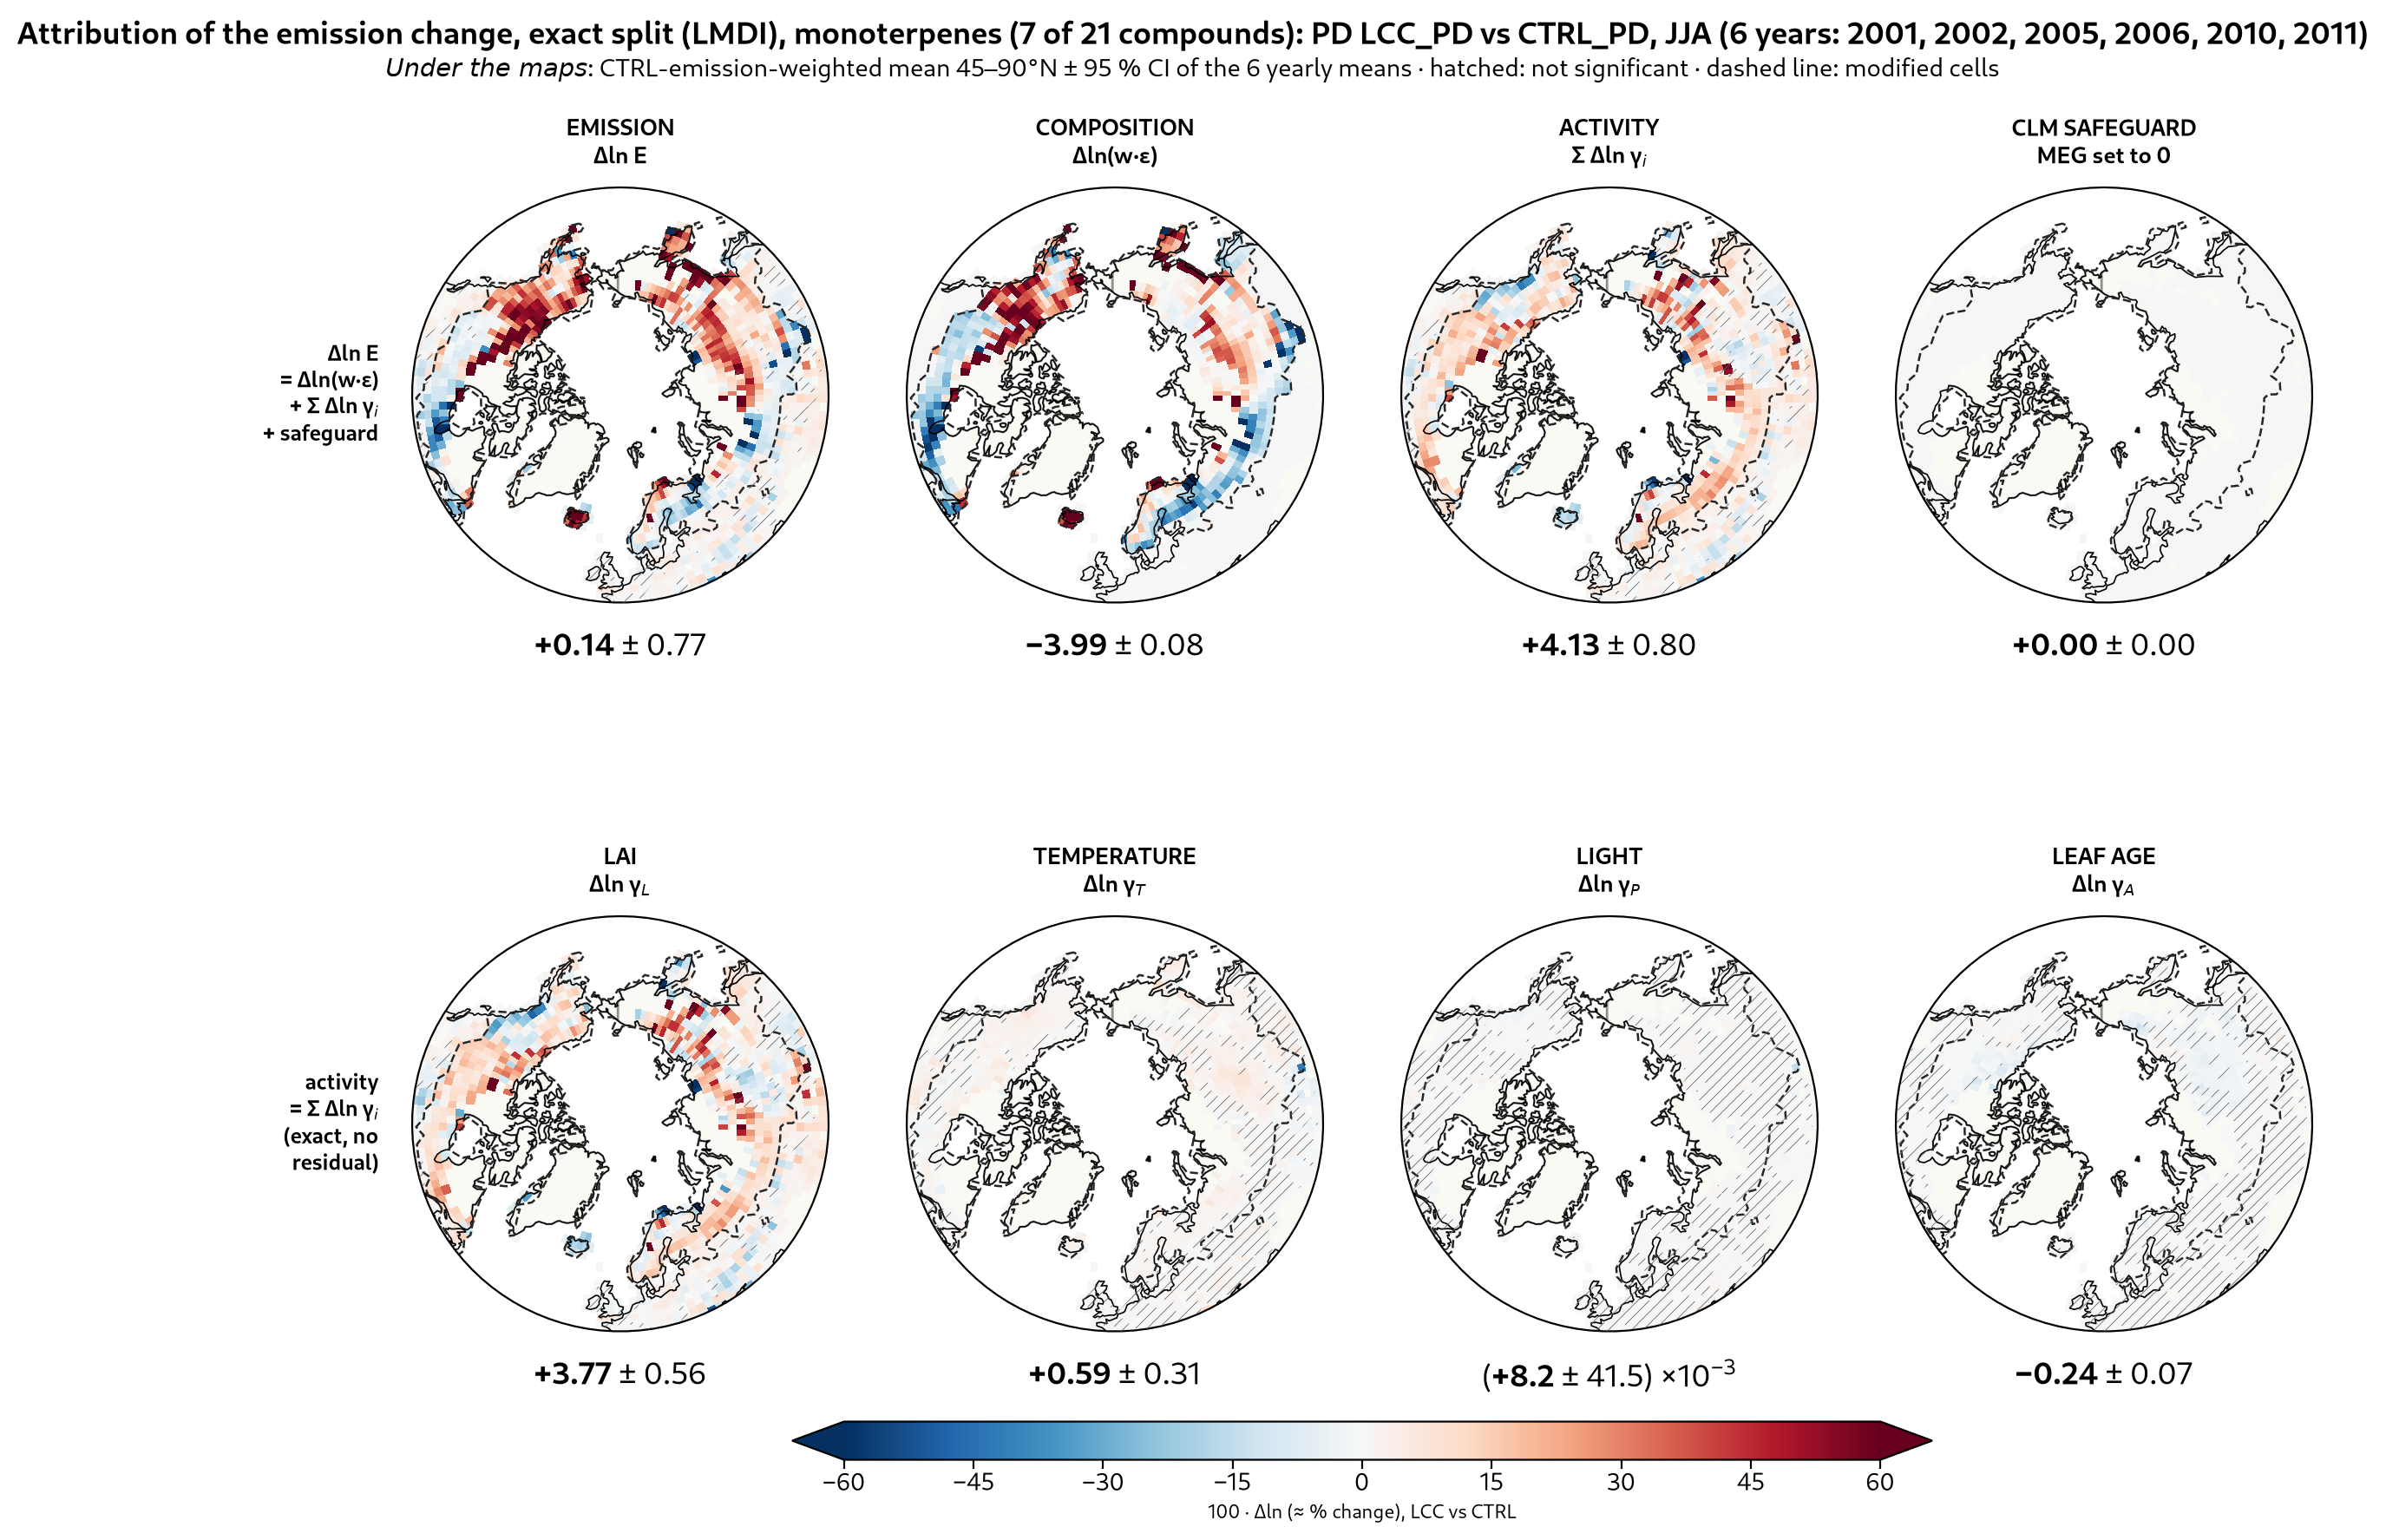 Attribution of the emission change, exact split (LMDI), monoterpenes (7 of 21 compounds): PD LCC_PD vs CTRL_PD, JJA (6 years: 2001, 2002, 2005, 2006, 2010, 2011)
Under the maps: CTRL-emission-weighted mean 45–90°N ± 95 % CI of the 6 yearly means · hatched: not significant · dashed line: modified cells
EMISSION
Δln E
COMPOSITION
Δln(w·ε)
ACTIVITY
Σ Δln γᵢ
CLM SAFEGUARD
MEG set to 0
Δln E
= Δln(w·ε)
+ Σ Δln γᵢ
+ safeguard
+0.14 ± 0.77
−3.99 ± 0.08
+4.13 ± 0.80
+0.00 ± 0.00
LAI
Δln γ_L
TEMPERATURE
Δln γ_T
LIGHT
Δln γ_P
LEAF AGE
Δln γ_A
activity
= Σ Δln γᵢ
(exact, no
residual)
+3.77 ± 0.56
+0.59 ± 0.31
(+8.2 ± 41.5) ×10⁻³
−0.24 ± 0.07
−60 −45 −30 −15 0 15 30 45 60
100 · Δln (≈ % change), LCC vs CTRL